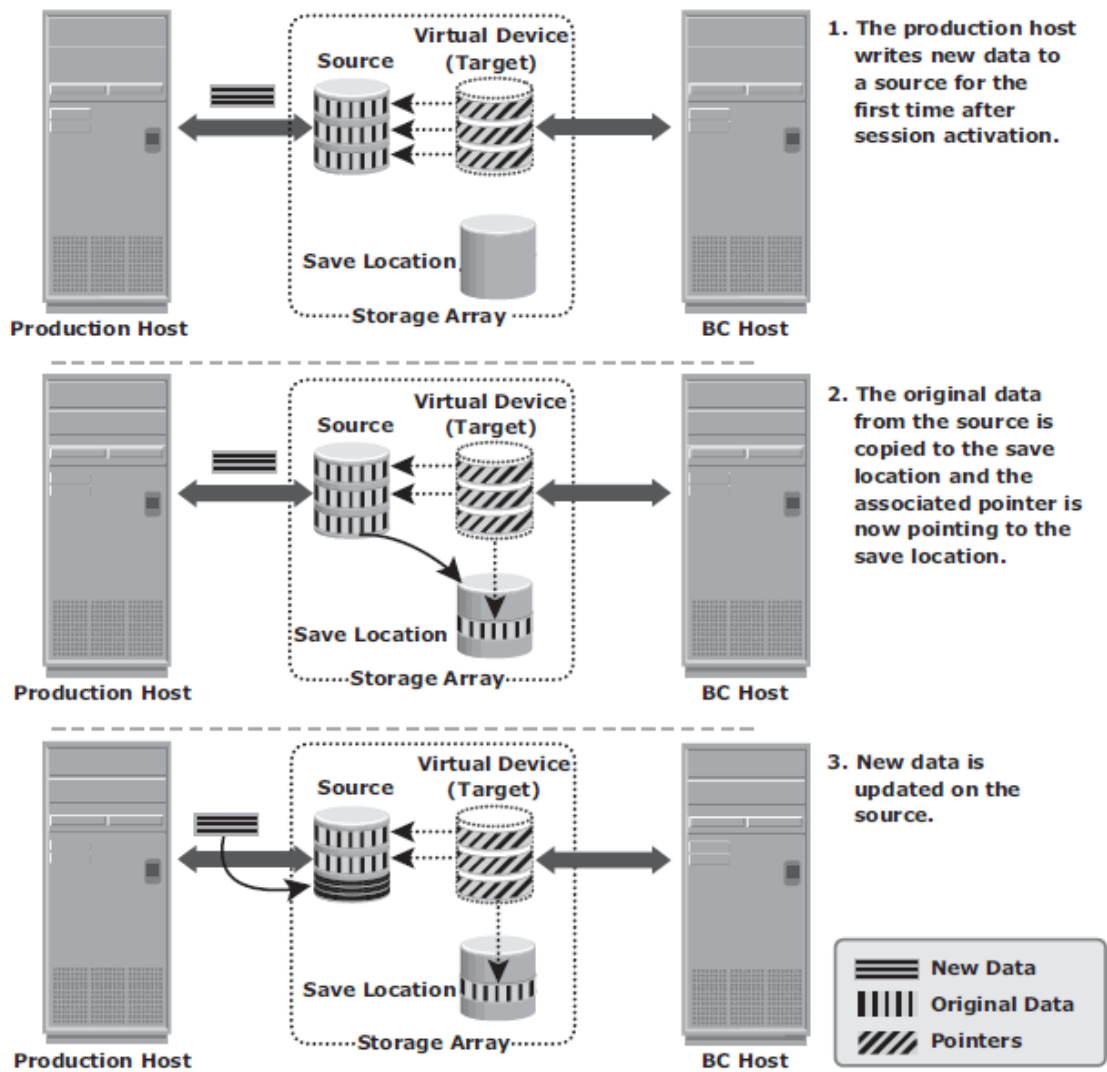 Virtual Device
(Target)
Source
Save Location
Storage Array
Production Host
BC Host
1. The production host
writes new data to
a source for the
first time after
session activation.
Virtual Device
(Target)
Source
Save Location
Storage Array
Production Host
BC Host
2. The original data
from the source is
copied to the save
location and the
associated pointer is
now pointing to the
save location.
Virtual Device
(Target)
Source
Save Location
Storage Array
Production Host
BC Host
3. New data is
updated on the
source.
New Data
Original Data
Pointers